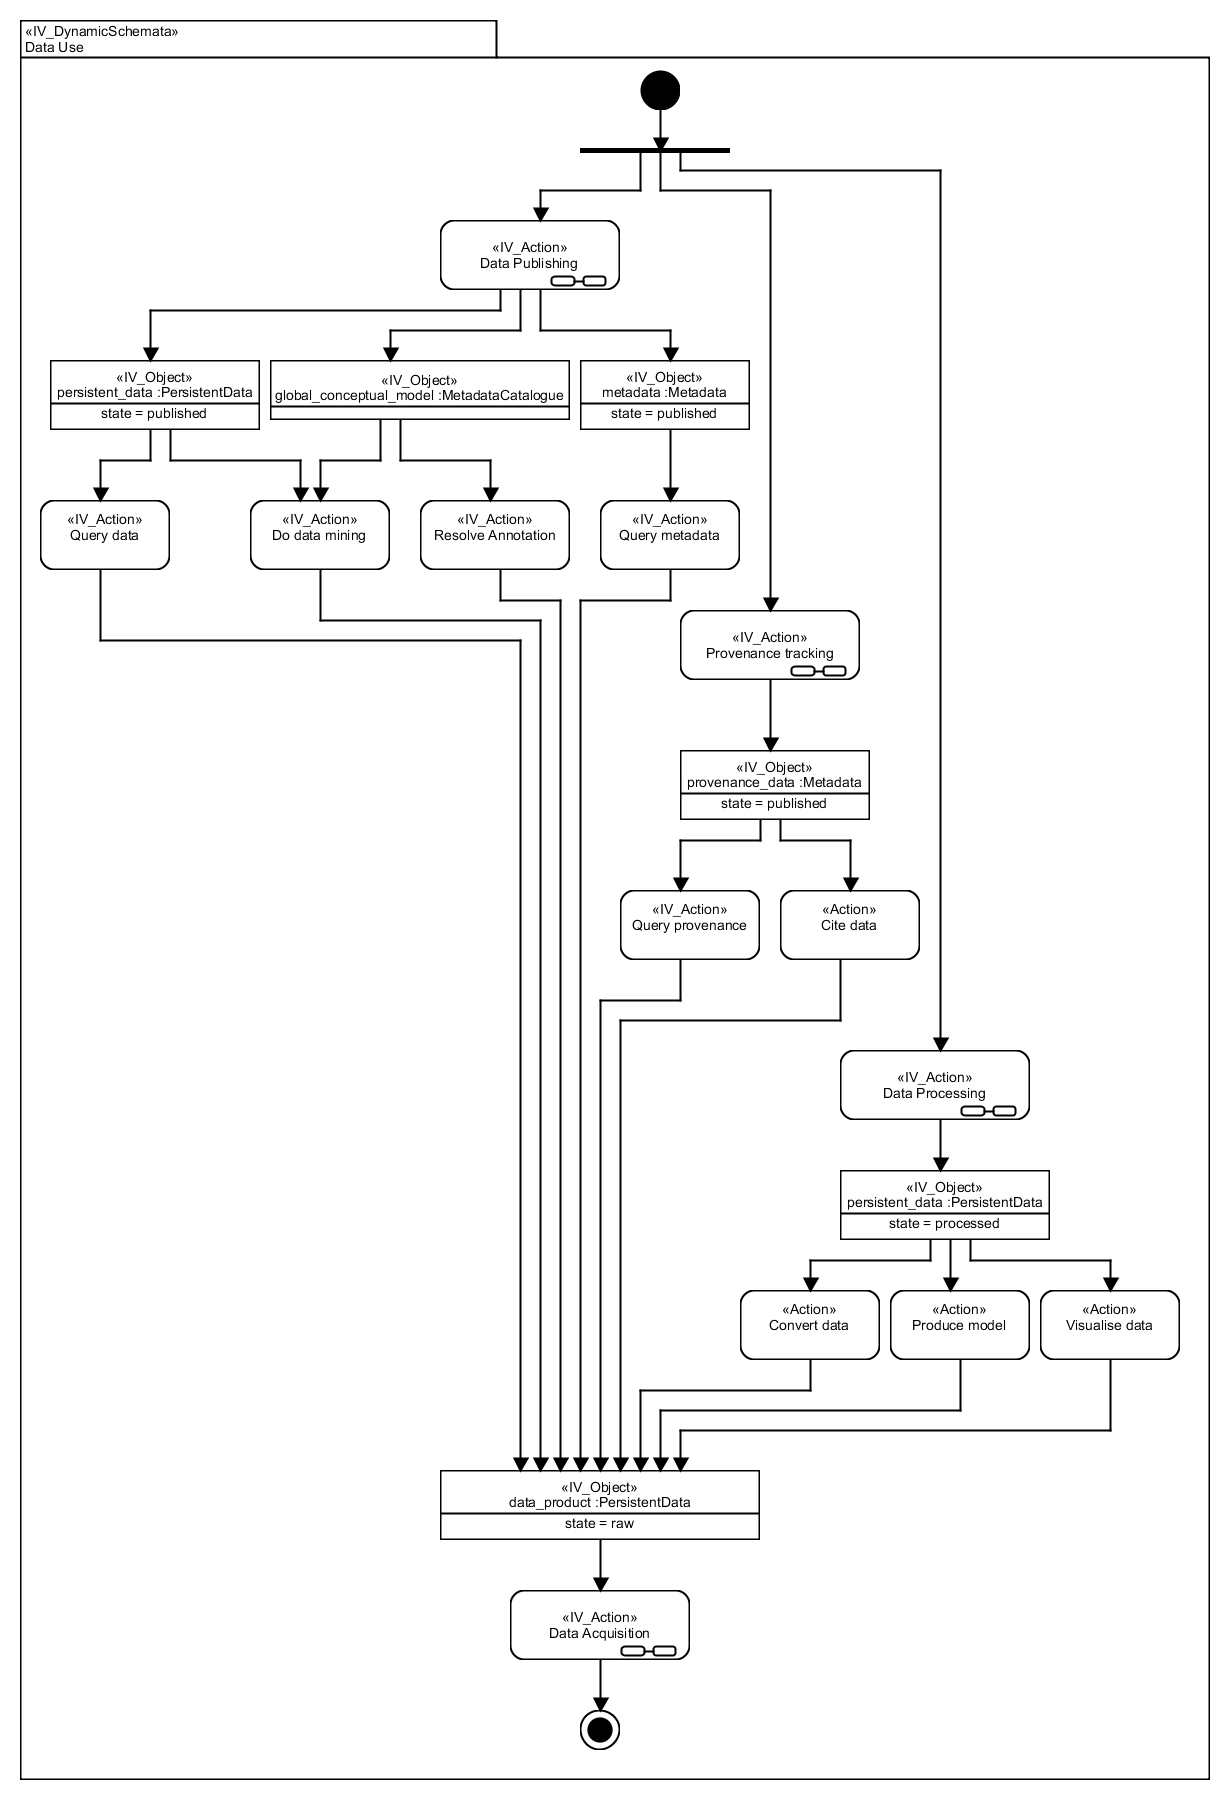 «IV_DynamicSchemata»
Data Use
«IV_Action»
Data Publishing
«IV_Object»
persistent_data :PersistentData
state = published
«IV_Object»
global_conceptual_model :MetadataCatalogue
«IV_Object»
metadata :Metadata
state = published
«IV_Action»
Query data
«IV_Action»
Do data mining
«IV_Action»
Resolve Annotation
«IV_Action»
Query metadata
«IV_Action»
Provenance tracking
«IV_Object»
provenance_data :Metadata
state = published
«IV_Action»
Query provenance
«Action»
Cite data
«IV_Action»
Data Processing
«IV_Object»
persistent_data :PersistentData
state = processed
«Action»
Convert data
«Action»
Produce model
«Action»
Visualise data
«IV_Object»
data_product :PersistentData
state = raw
«IV_Action»
Data Acquisition